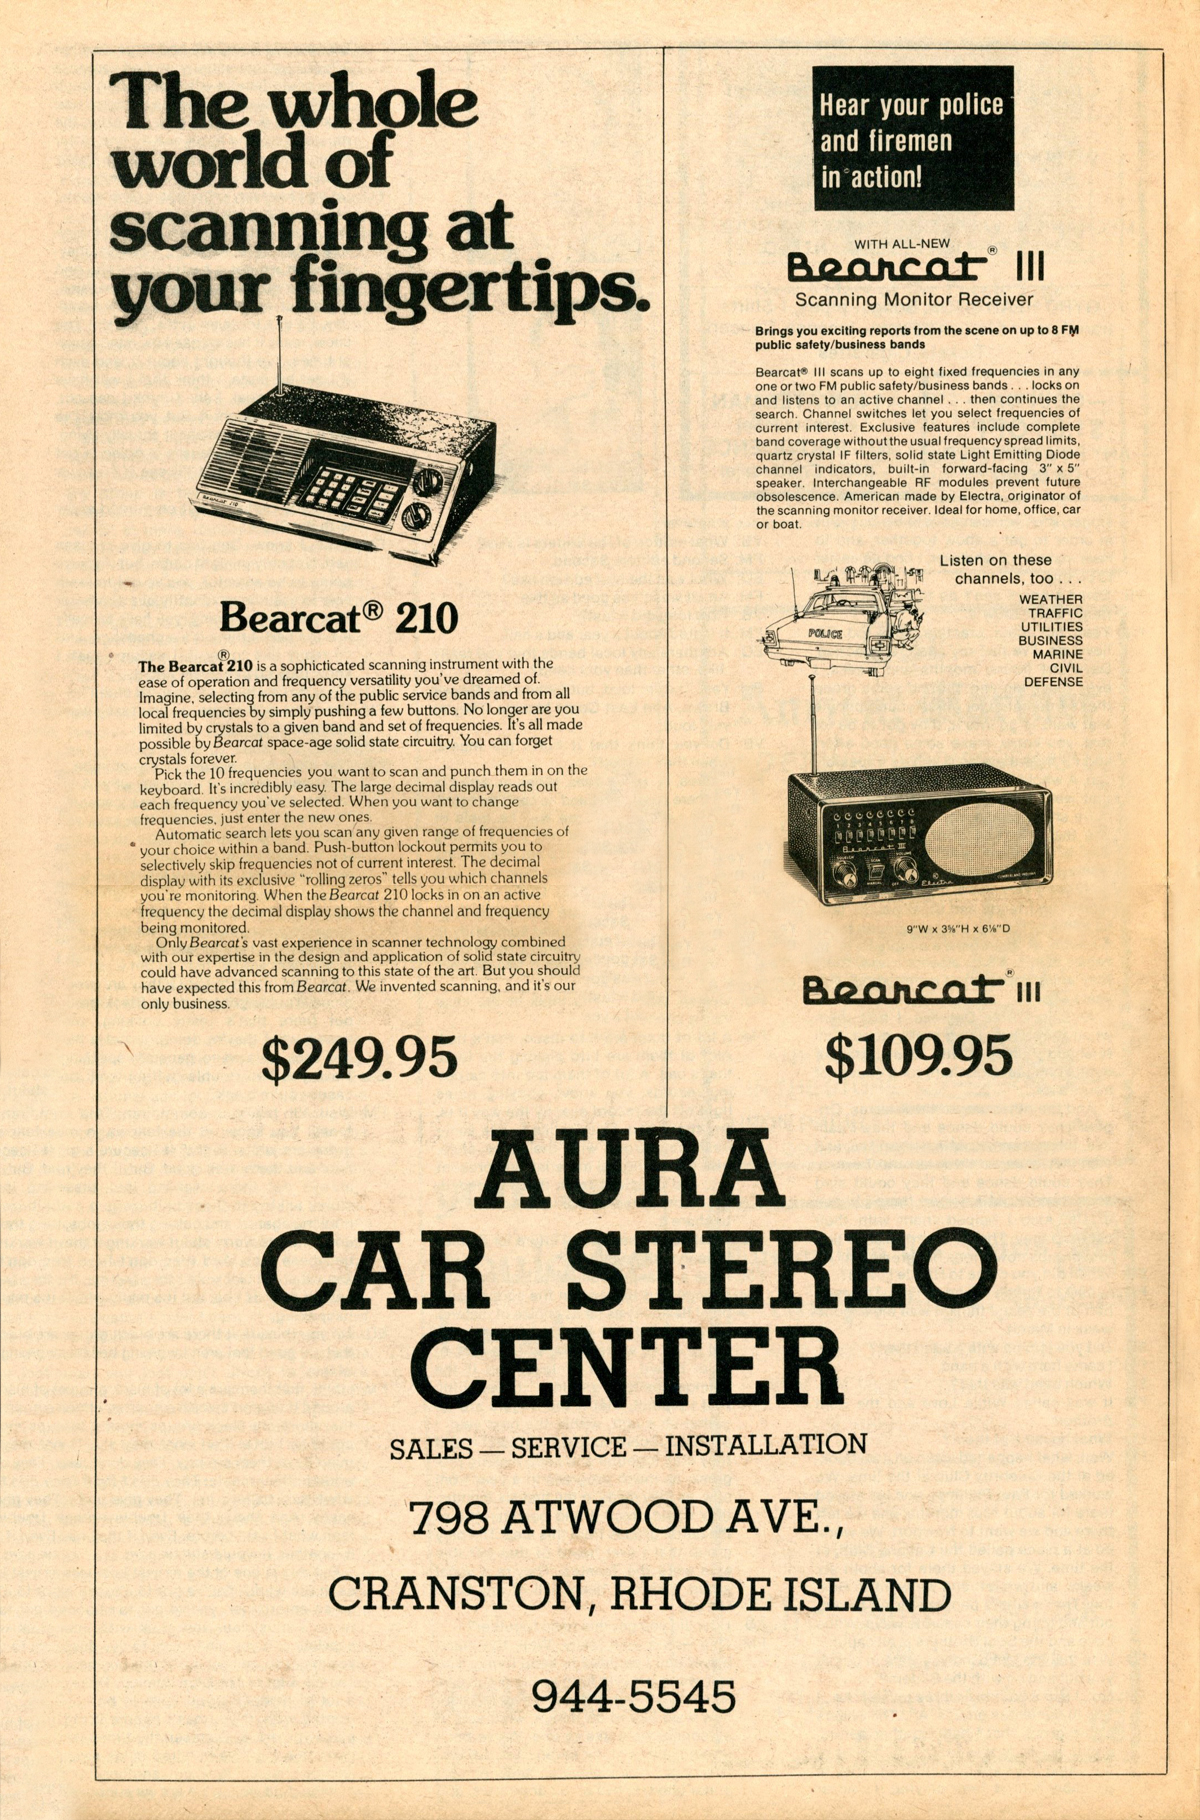 The whole
world of
scanning at
your fingertips.
Bearcat® 210
The Bearcat®210 is a sophicticated scanning instrument with the
ease of operation and frequency versatility you've dreamed of.
Imagine, selecting from any of the public service bands and from all
local frequencies by simply pushing a few buttons. No longer are you
limited by crystals to a given band and set of frequencies. It's all made
possible by Bearcat space-age solid state circuitry. You can forget
crystals forever.
Pick the 10 frequencies you want to scan and punch them in on the
keyboard. It's incredibly easy. The large decimal display reads out
each frequency you've selected. When you want to change
frequencies, just enter the new ones.
Automatic search lets you scan any given range of frequencies of
your choice within a band. Push-button lockout permits you to
selectively skip frequencies not of current interest. The decimal
display with its exclusive "rolling zeros" tells you which channels
you're monitoring. When the Bearcat 210 locks in on an active
frequency the decimal display shows the channel and frequency
being monitored.
Only Bearcat's vast experience in scanner technology combined
with our expertise in the design and application of solid state circuitry
could have advanced scanning to this state of the art. But you should
have expected this from Bearcat. We invented scanning, and it's our
only business.
$249.95
Hear your police
and firemen
in action!
WITH ALL-NEW
Bearcat® III
Scanning Monitor Receiver
Brings you exciting reports from the scene on up to 8 FM
public safety/business bands
Bearcat® III scans up to eight fixed frequencies in any
one or two FM public safety/business bands . . . locks on
and listens to an active channel . . . then continues the
search. Channel switches let you select frequencies of
current interest. Exclusive features include complete
band coverage without the usual frequency spread limits,
quartz crystal IF filters, solid state Light Emitting Diode
channel indicators, built-in forward-facing 3" x 5"
speaker. Interchangeable RF modules prevent future
obsolescence. American made by Electra, originator of
the scanning monitor receiver. Ideal for home, office, car
or boat.
Listen on these
channels, too . . .
WEATHER
TRAFFIC
UTILITIES
BUSINESS
MARINE
CIVIL
DEFENSE
POLICE
Bearcat III
Electra
9"W x 3⅜"H x 6⅛"D
Bearcat® III
$109.95
AURA
CAR STEREO
CENTER
SALES — SERVICE — INSTALLATION
798 ATWOOD AVE.,
CRANSTON, RHODE ISLAND
944-5545